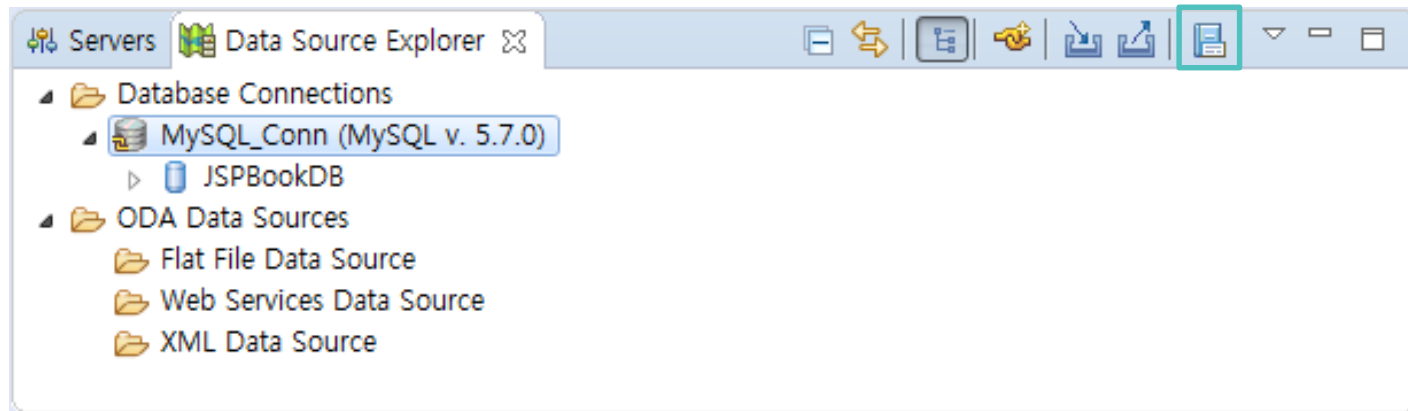 Servers Data Source Explorer
Database Connections
MySQL_Conn (MySQL v. 5.7.0)
JSPBookDB
ODA Data Sources
Flat File Data Source
Web Services Data Source
XML Data Source